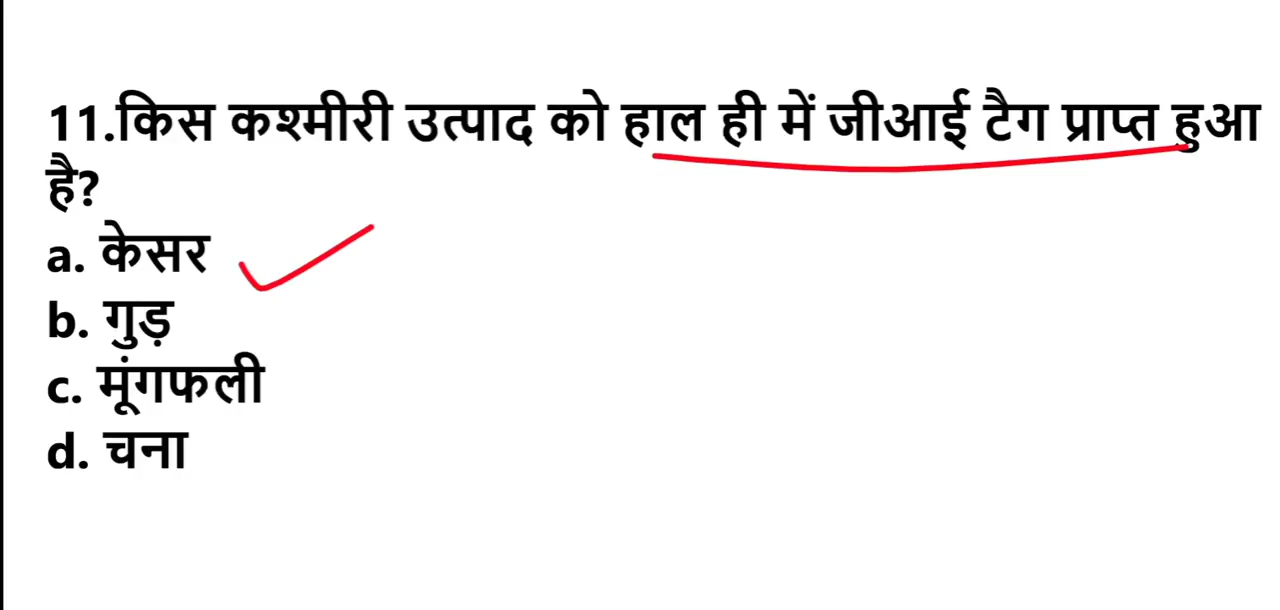 11.किस कश्मीरी उत्पाद को हाल ही में जीआई टैग प्राप्त हुआ
है?
a. केसर
b. गुड़
c. मूंगफली
d. चना